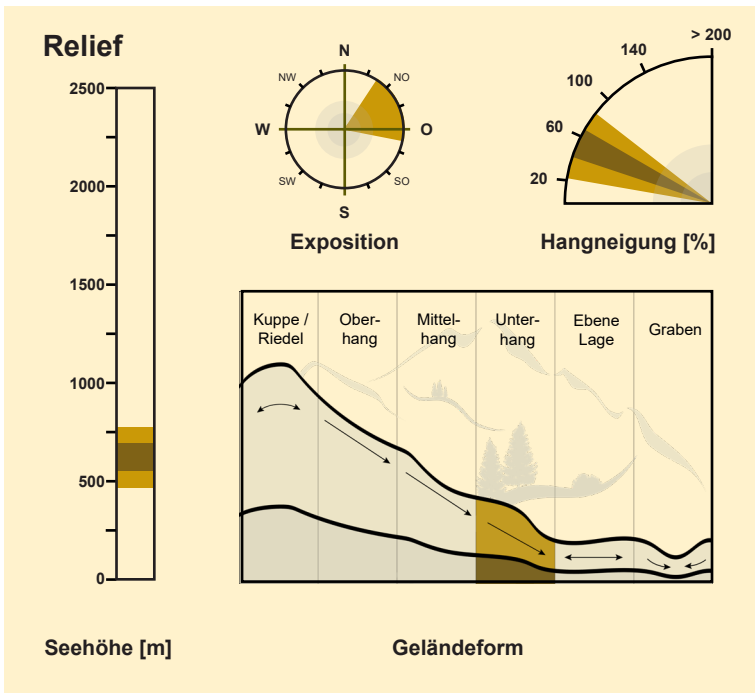 Relief
2500
2000
1500
1000
500
0
Seehöhe [m]
N
NW
NO
W
O
SW
SO
S
Exposition
> 200
140
100
60
20
Hangneigung [%]
Kuppe /
Riedel
Ober-
hang
Mittel-
hang
Unter-
hang
Ebene
Lage
Graben
Geländeform